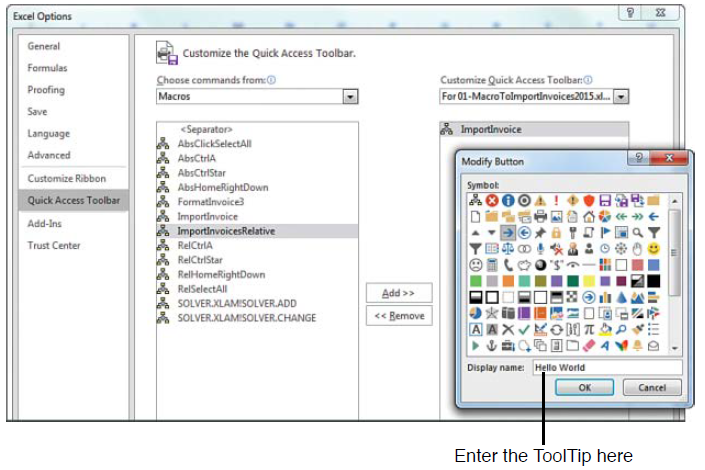 Excel Options
General
Formulas
Proofing
Save
Language
Advanced
Customize Ribbon
Quick Access Toolbar
Add-Ins
Trust Center
Customize the Quick Access Toolbar.
Choose commands from:
Macros
<Separator>
AbsClickSelectAll
AbsCtrlA
AbsCtrlStar
AbsHomeRightDown
FormatInvoice3
ImportInvoice
ImportInvoicesRelative
RelCtrlA
RelCtrlStar
RelHomeRightDown
RelSelectAll
SOLVER.XLAM!SOLVER.ADD
SOLVER.XLAM!SOLVER.CHANGE
Add >>
<< Remove
Customize Quick Access Toolbar:
For 01-MacroToImportInvoices2015.xl...
ImportInvoice
Modify Button
Symbol:
Display name: Hello World
OK Cancel
Enter the ToolTip here